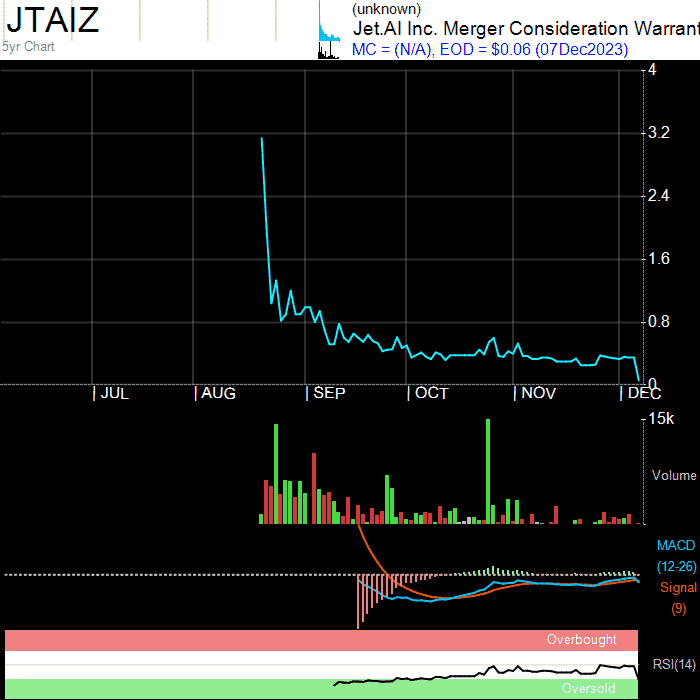 JTAIZ
5yr Chart
(unknown)
Jet.AI Inc. Merger Consideration Warrant
MC = (N/A), EOD = $0.06 (07Dec2023)
4
3.2
2.4
1.6
0.8
0
| JUL | AUG | SEP | OCT | NOV | DEC
15k
Volume
MACD
(12-26)
Signal
(9)
Overbought
RSI(14)
Oversold